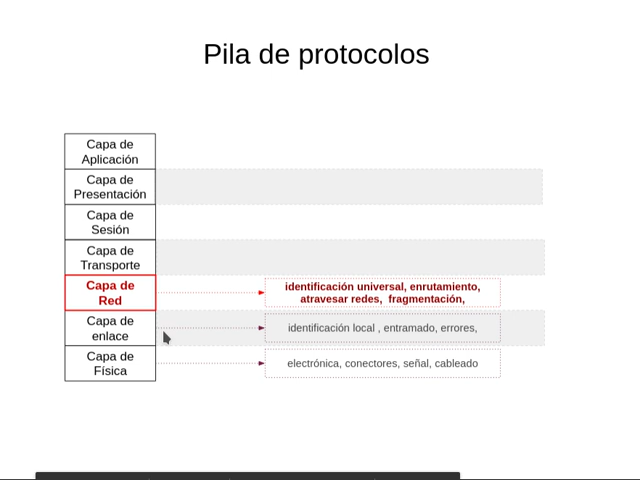 Pila de protocolos
Capa de
Aplicación
Capa de
Presentación
Capa de
Sesión
Capa de
Transporte
Capa de
Red
identificación universal, enrutamiento,
atravesar redes, fragmentación,
Capa de
enlace
identificación local , entramado, errores,
Capa de
Física
electrónica, conectores, señal, cableado